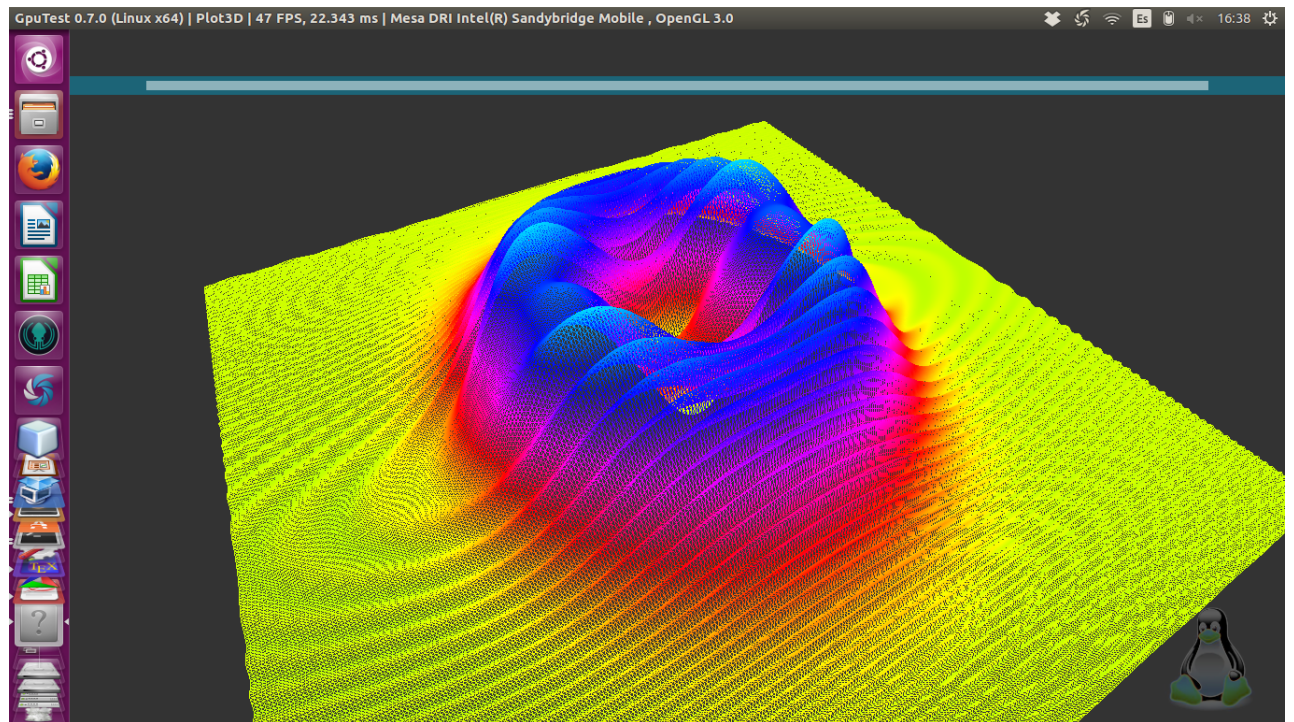 GpuTest 0.7.0 (Linux x64) | Plot3D | 47 FPS, 22.343 ms | Mesa DRI Intel(R) Sandybridge Mobile , OpenGL 3.0
Es
16:38
A
TEX
?